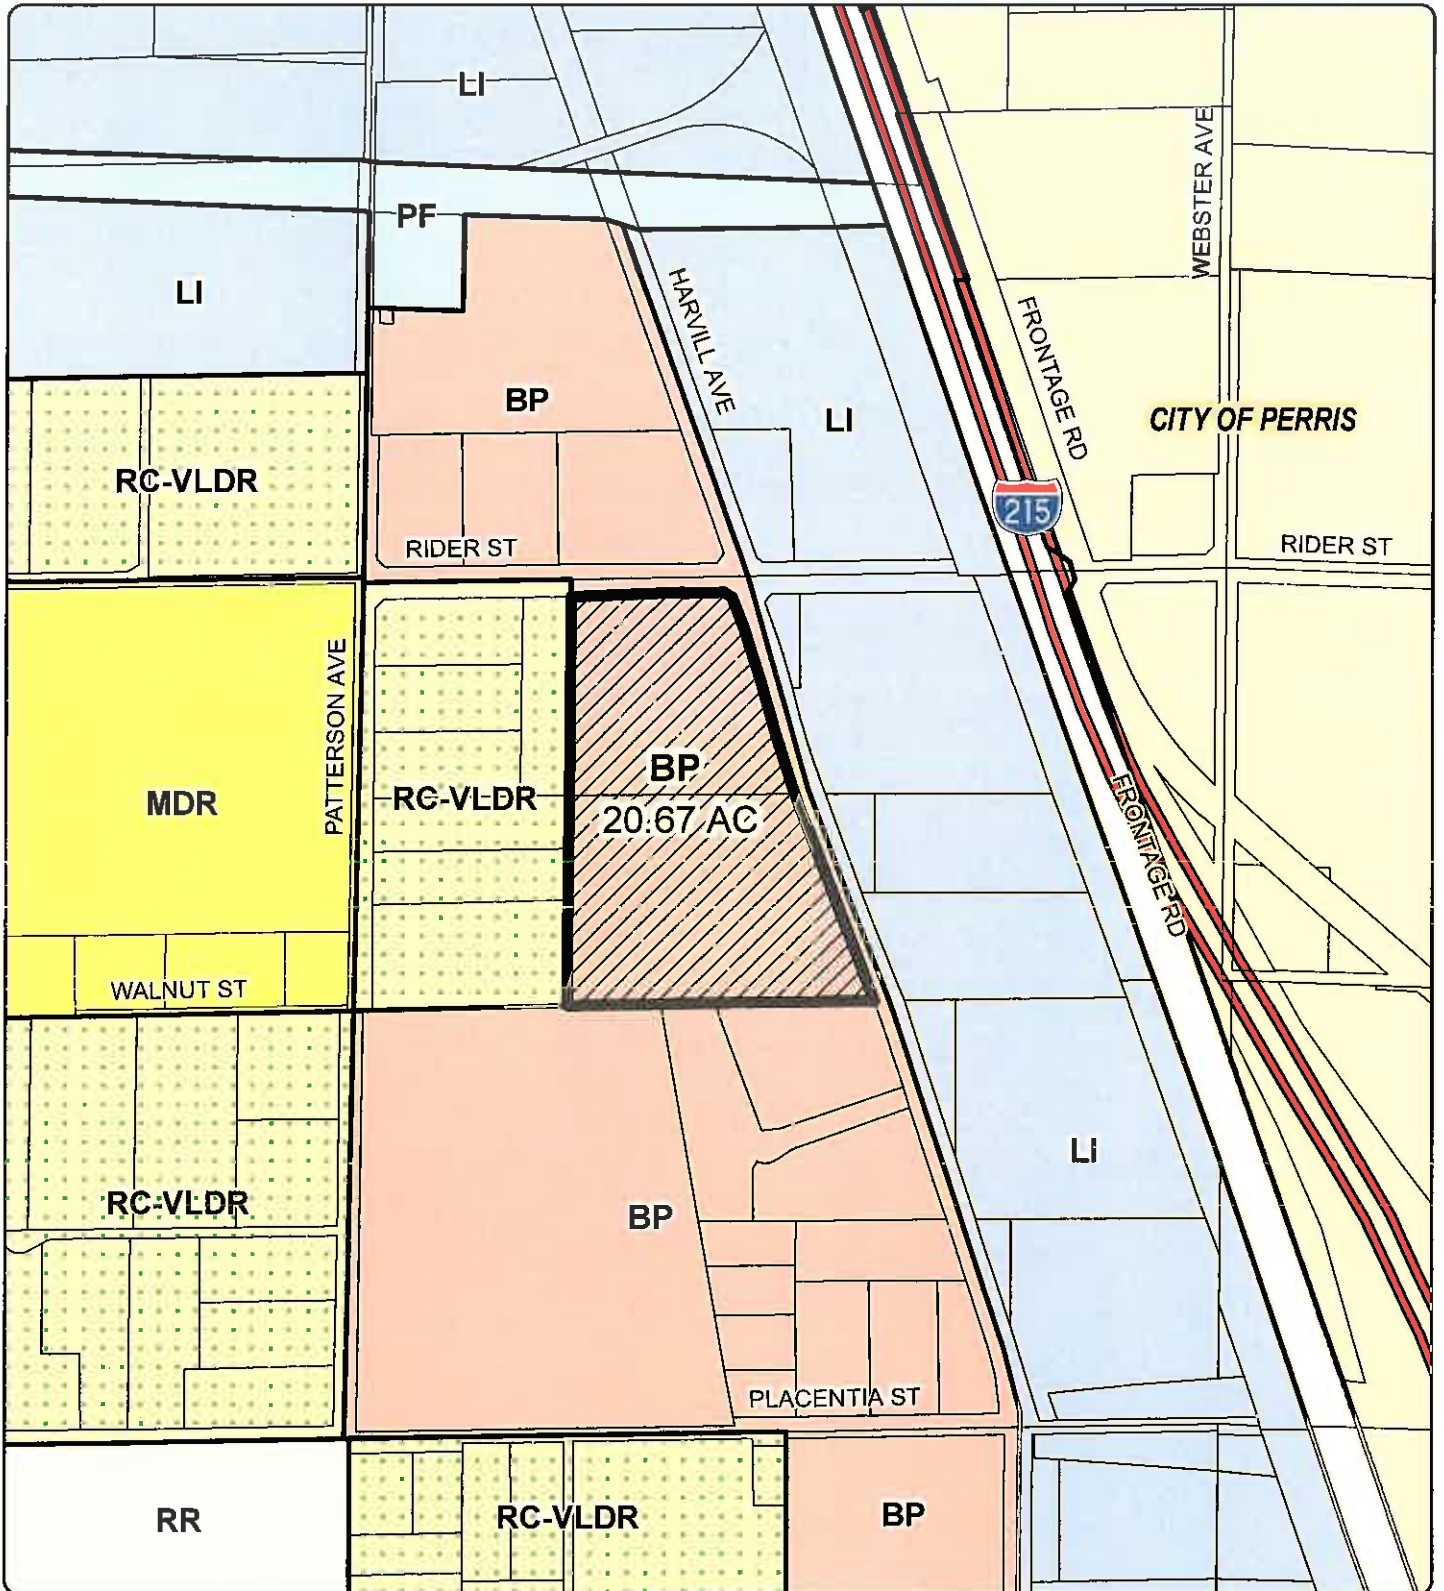 LI
WEBSTER AVE
PF
LI
HARVILL AVE
FRONTAGE RD
BP
LI
CITY OF PERRIS
RC-VLDR
215
RIDER ST
RIDER ST
PATTERSON AVE
BP
20.67 AC
MDR
RC-VLDR
FRONTAGE RD
WALNUT ST
LI
RC-VLDR
BP
PLACENTIA ST
RR
RC-VLDR
BP